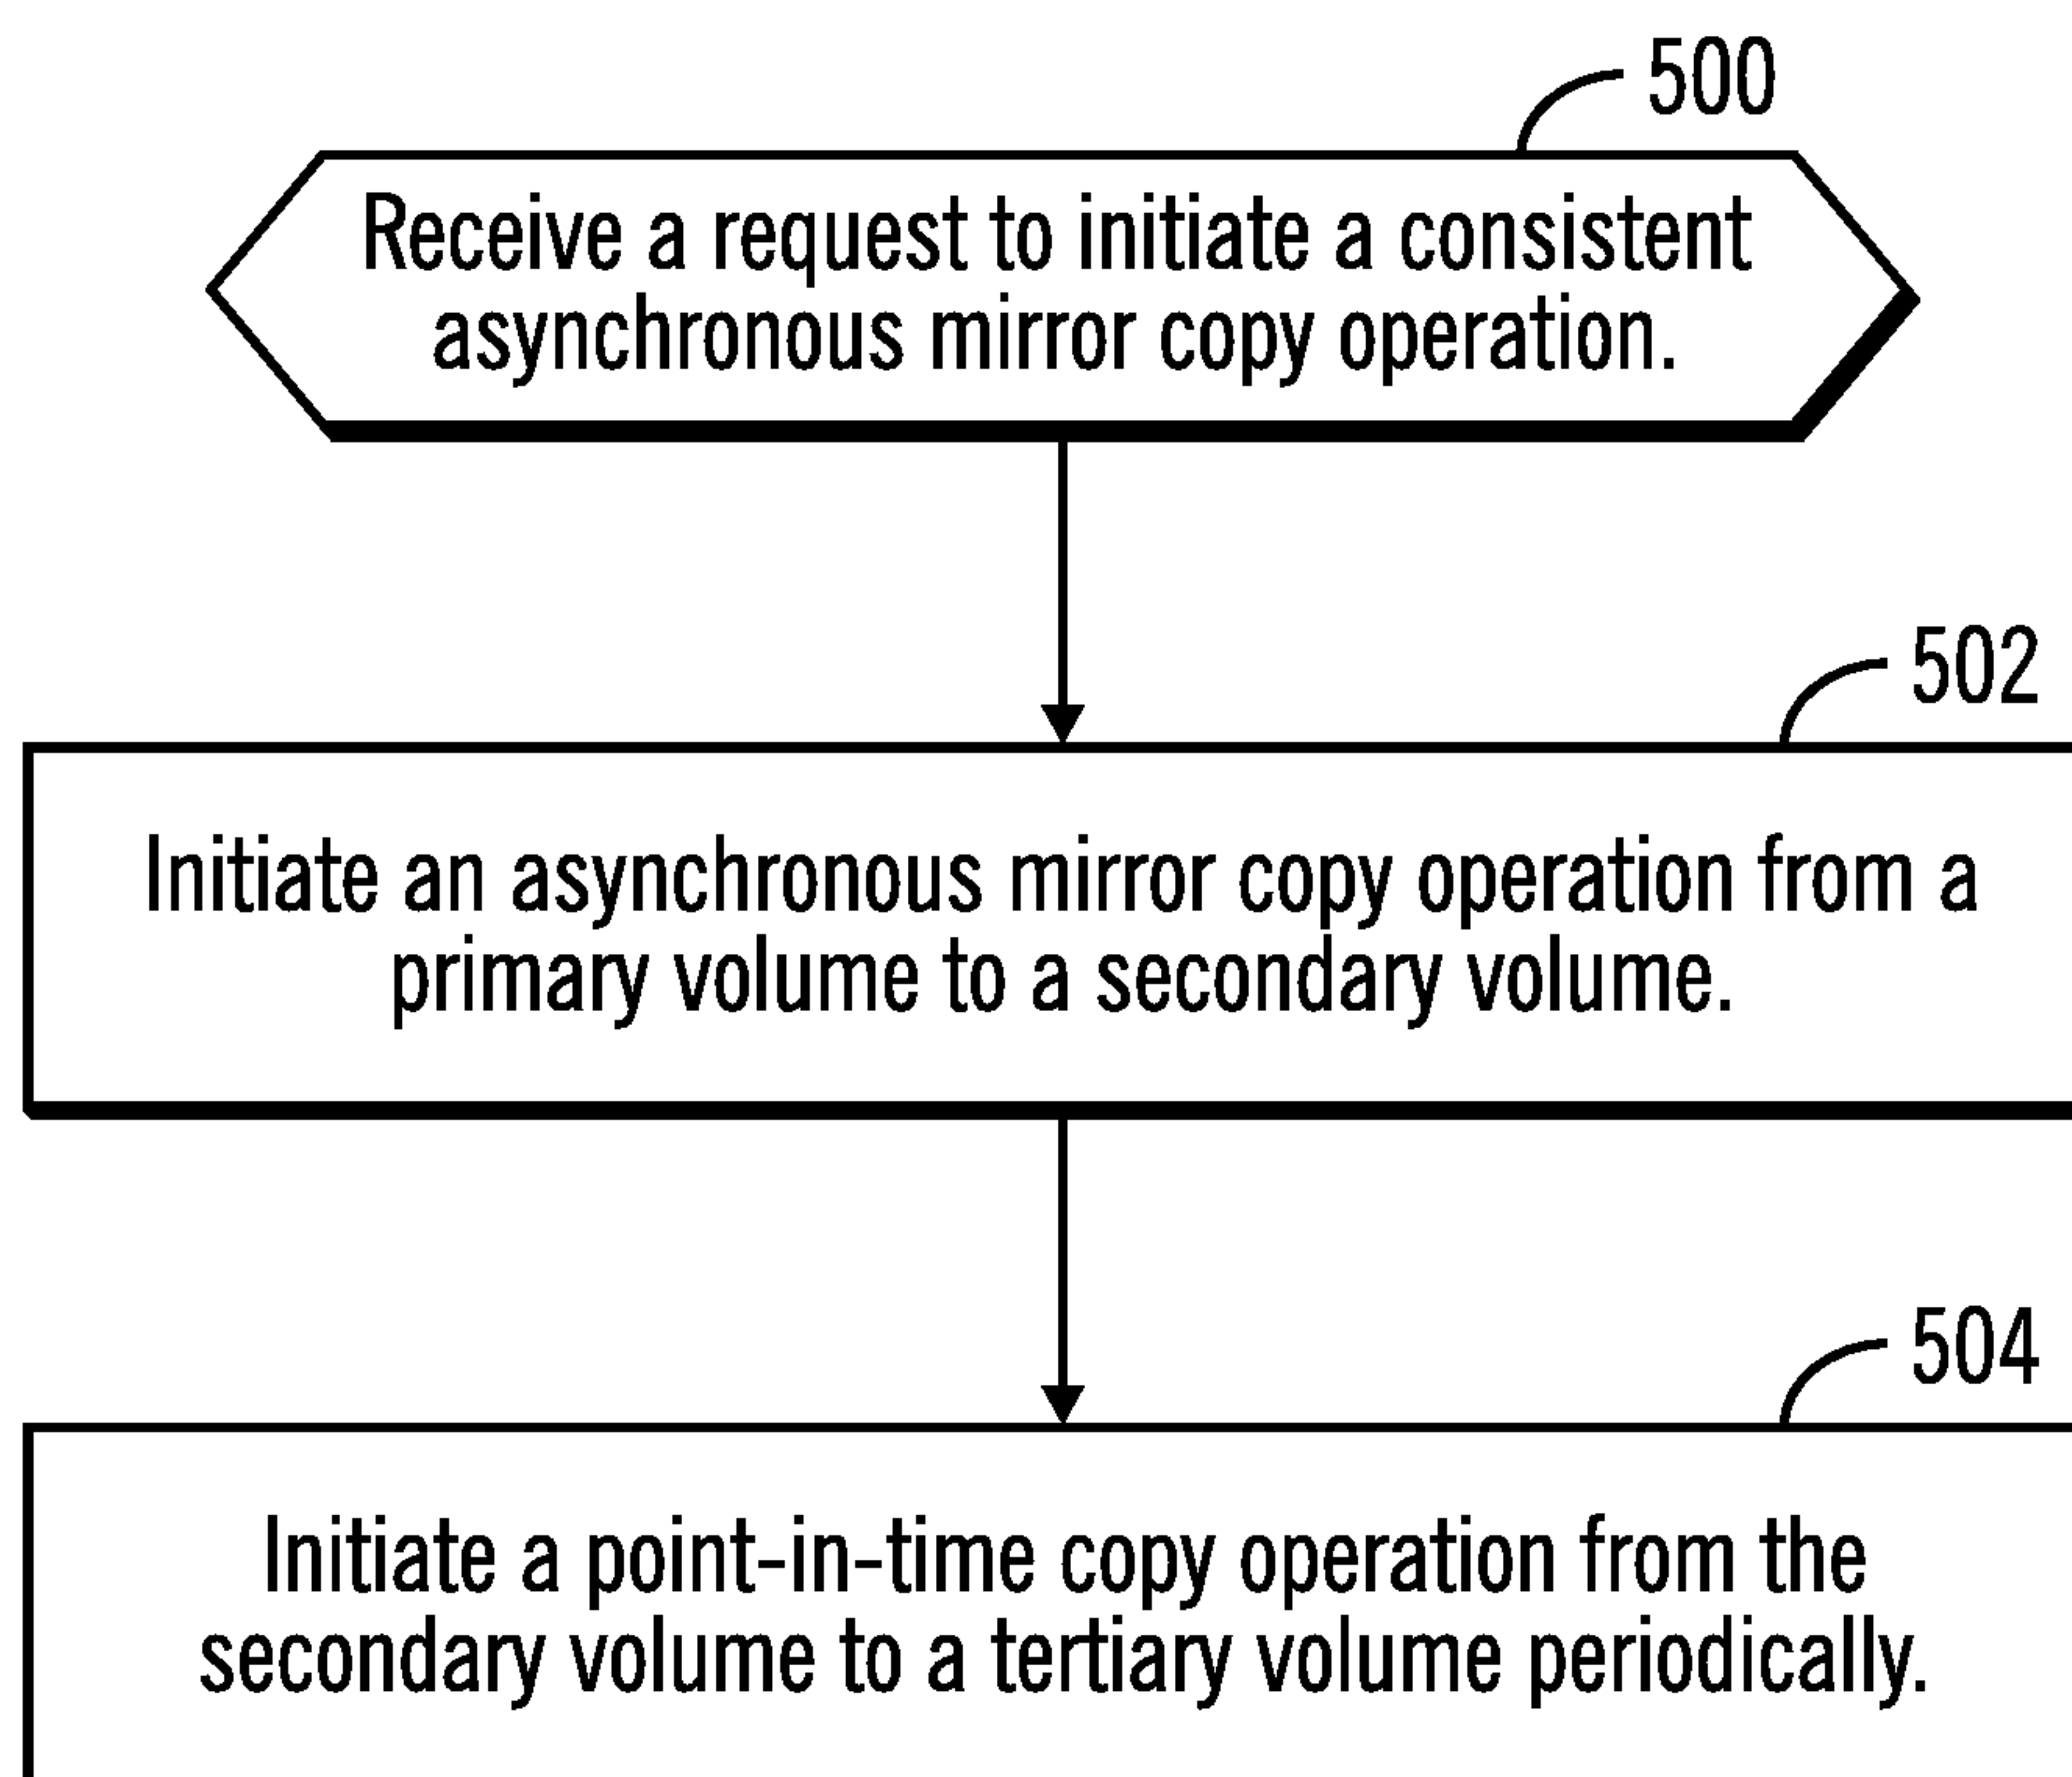 500
Receive a request to initiate a consistent
asynchronous mirror copy operation.
502
Initiate an asynchronous mirror copy operation from a
primary volume to a secondary volume.
504
Initiate a point-in-time copy operation from the
secondary volume to a tertiary volume periodically.